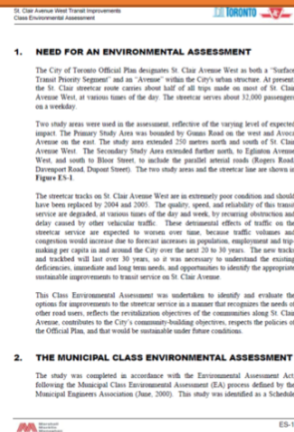 St. Clair Avenue West Transit Improvements
Class Environmental Assessment
TORONTO
1. NEED FOR AN ENVIRONMENTAL ASSESSMENT
The City of Toronto Official Plan designates St. Clair Avenue West as both a "Surface
Transit Priority Segment" and an "Avenue" within the City's urban structure. At present
the St. Clair streetcar route carries about half of all trips made on most of St. Clair
Avenue West, at various times of the day. The streetcar serves about 32,000 passengers
on a weekday.
Two study areas were used in the assessment, reflective of the varying level of expected
impact. The Primary Study Area was bounded by Gunns Road on the west and Avoca
Avenue on the east. The study area extended 250 metres north and south of St. Clair
Avenue West. The Secondary Study Area extended further north, to Eglinton Avenue
West, and south to Bloor Street, to include the parallel arterial roads (Rogers Road,
Davenport Road, Dupont Street). The two study areas and the streetcar line are shown in
Figure ES-1.
The streetcar tracks on St. Clair Avenue West are in extremely poor condition and should
have been replaced by 2004 and 2005. The quality, speed, and reliability of this transit
service are degraded, at various times of the day and week, by recurring obstruction and
delay caused by other vehicular traffic. These detrimental effects of traffic on the
streetcar service are expected to worsen over time, because traffic volumes and
congestion would increase due to forecast increases in population, employment and trip-
making per capita in and around the City over the next 20 to 30 years. The new tracks
and trackbed will last over 30 years, so it was necessary to understand the existing
deficiencies, immediate and long term needs, and opportunities to identify the appropriate
sustainable improvements to transit service on St. Clair Avenue.
This Class Environmental Assessment was undertaken to identify and evaluate the
options for improvements to the streetcar service in a manner that recognizes the needs of
other road users, reflects the revitalization objectives of the communities along St. Clair
Avenue, contributes to the City's community-building objectives, respects the policies of
the Official Plan, and that would be sustainable under future conditions.
2. THE MUNICIPAL CLASS ENVIRONMENTAL ASSESSMENT
The study was completed in accordance with the Environmental Assessment Act,
following the Municipal Class Environmental Assessment (EA) process defined by the
Municipal Engineers Association (June, 2000). This study was identified as a Schedule
ES-1